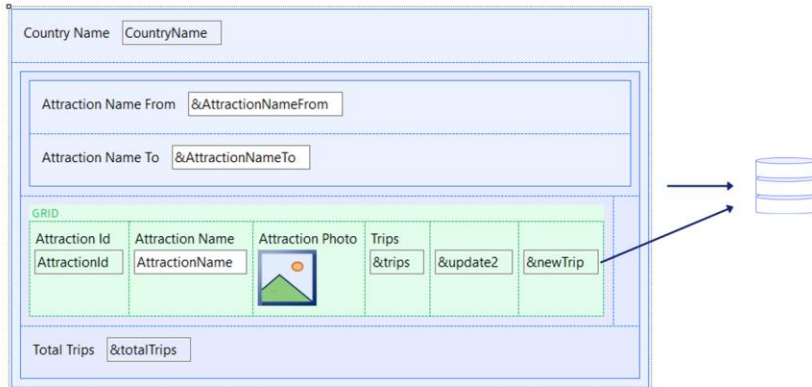 Country Name CountryName
Attraction Name From &AttractionNameFrom
Attraction Name To &AttractionNameTo
GRID
Attraction Id Attraction Name Attraction Photo Trips
AttractionId AttractionName &trips &update2 &newTrip
Total Trips &totalTrips